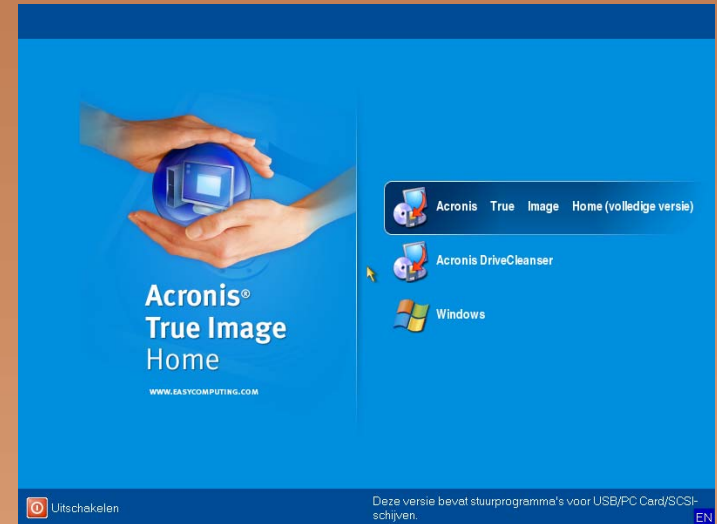 Acronis®
True Image
Home
WWW.EASYCOMPUTING.COM
Acronis True Image Home (volledige versie)
Acronis DriveCleanser
Windows
Uitschakelen
Deze versie bevat stuurprogramma's voor USB/PC Card/SCSI-
schijven.
EN